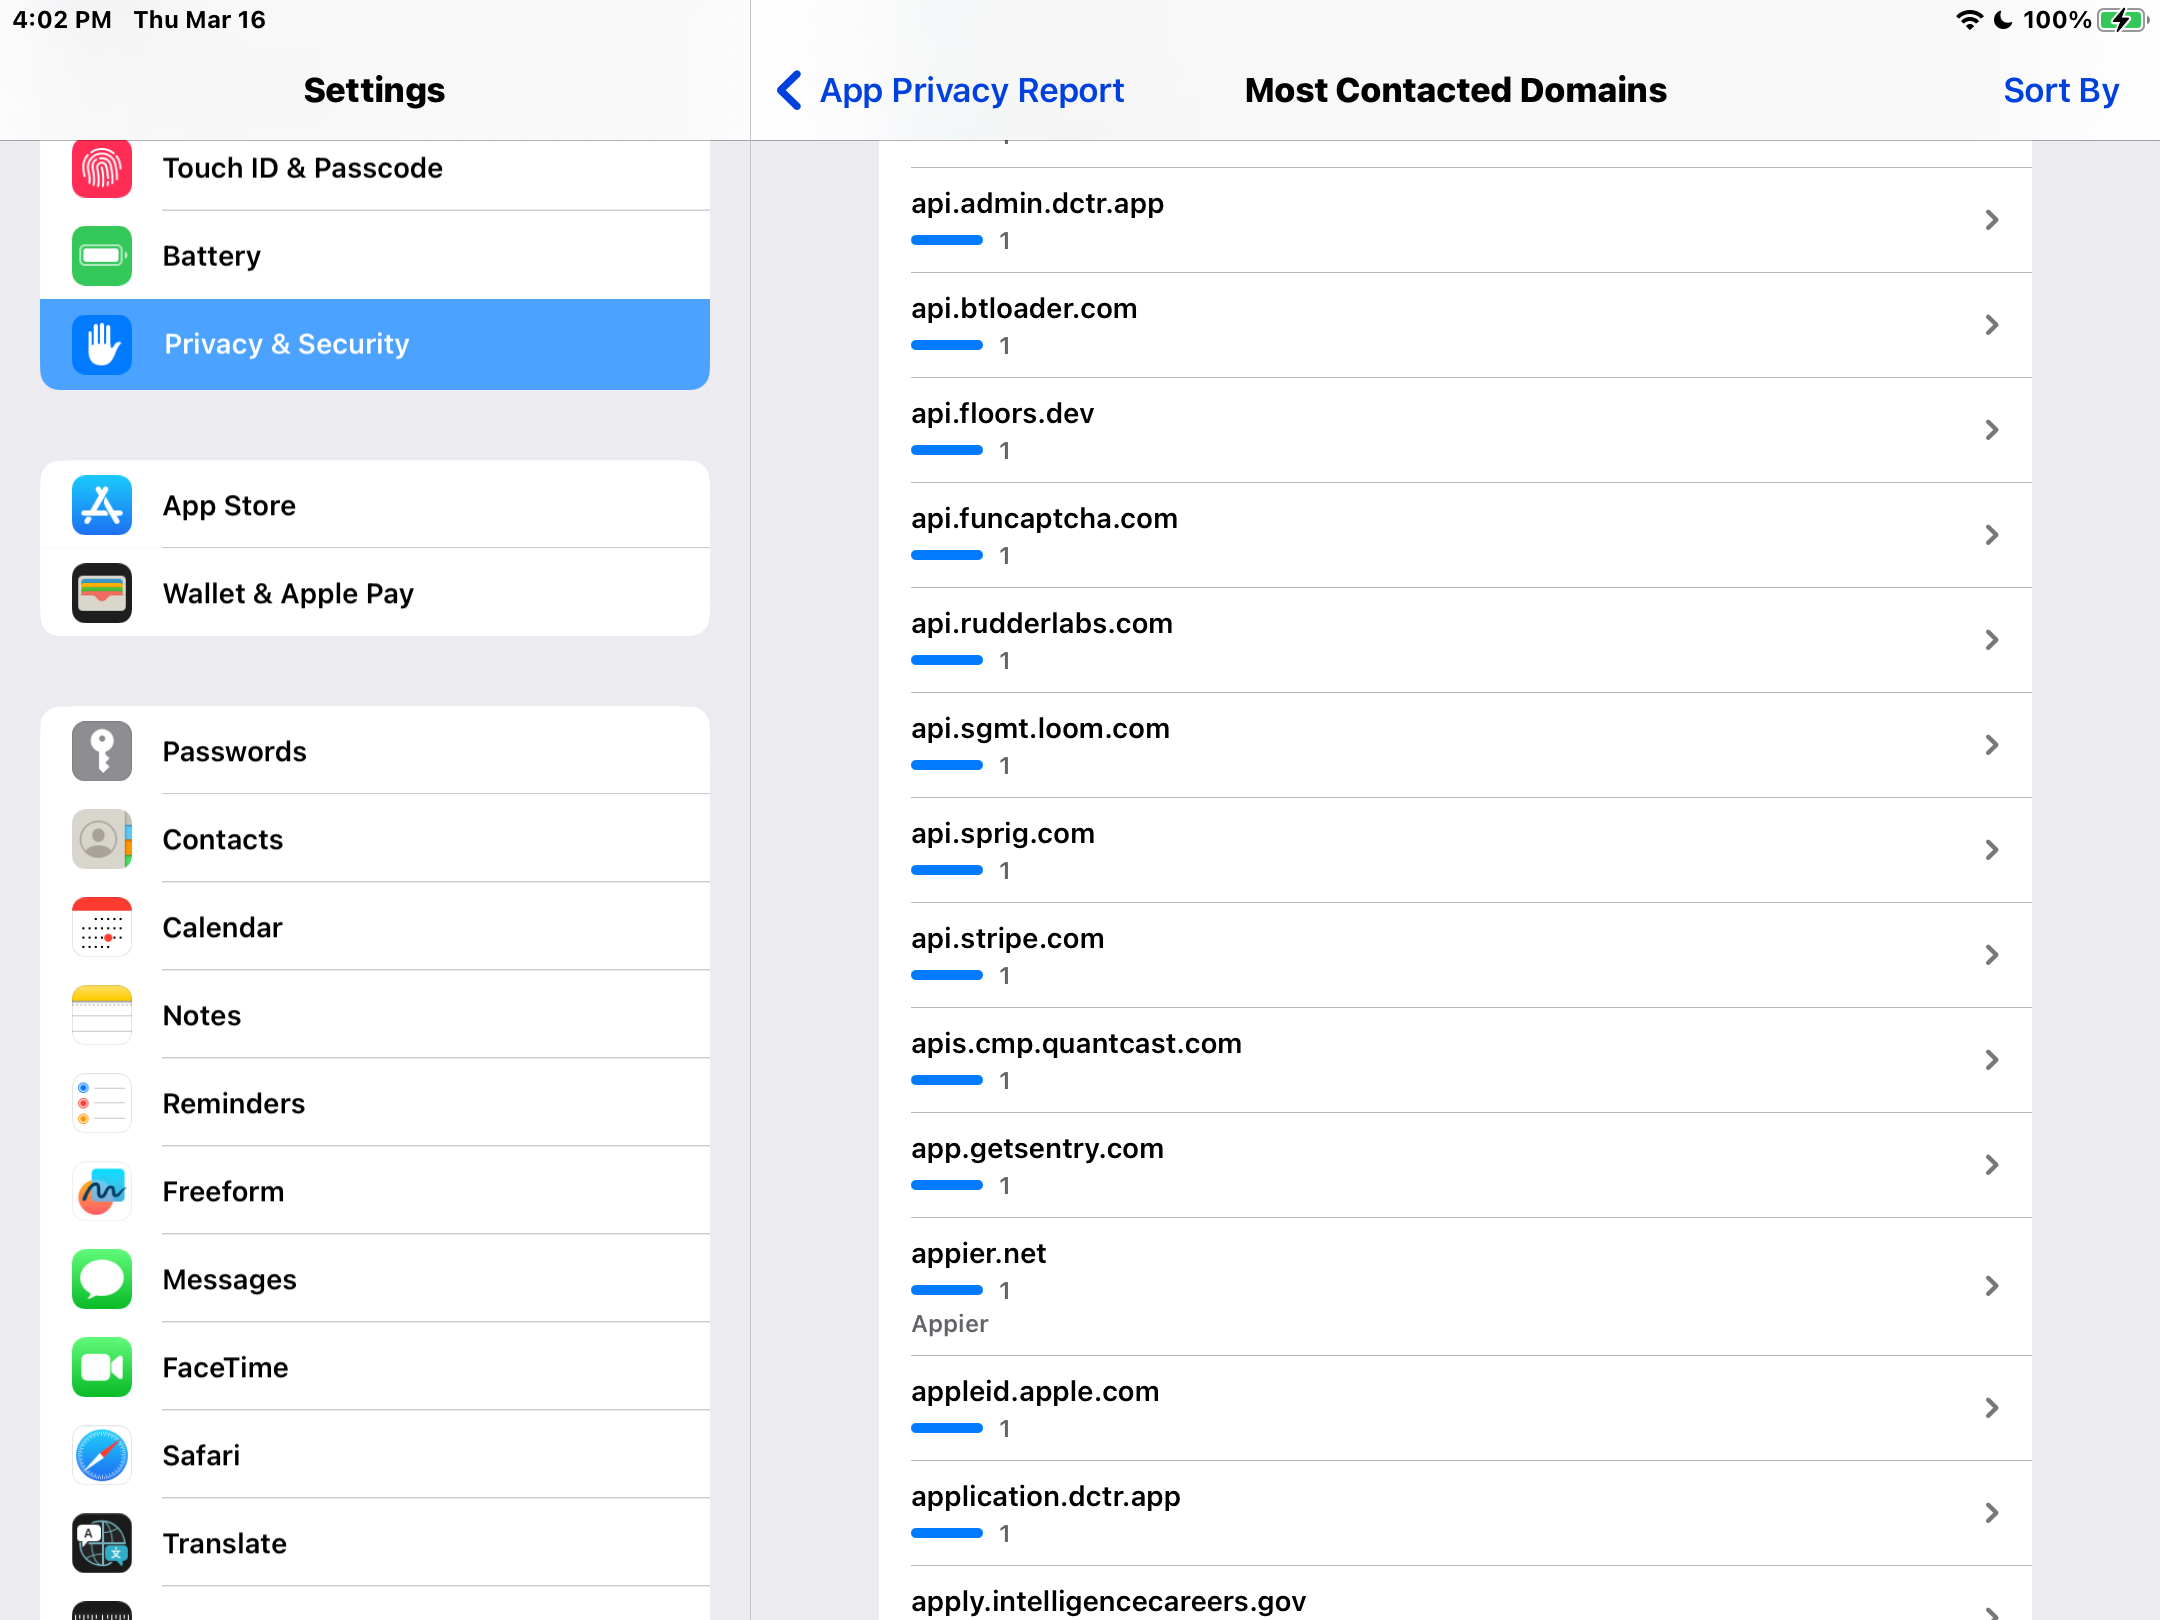 4:02 PM Thu Mar 16
100%
Settings
Touch ID & Passcode
Battery
Privacy & Security
App Store
Wallet & Apple Pay
Passwords
Contacts
Calendar
Notes
Reminders
Freeform
Messages
FaceTime
Safari
Translate
App Privacy Report
Most Contacted Domains
Sort By
api.admin.dctr.app
1
api.btloader.com
1
api.floors.dev
1
api.funcaptcha.com
1
api.rudderlabs.com
1
api.sgmt.loom.com
1
api.sprig.com
1
api.stripe.com
1
apis.cmp.quantcast.com
1
app.getsentry.com
1
appier.net
1
Appier
appleid.apple.com
1
application.dctr.app
1
apply.intelligencecareers.gov